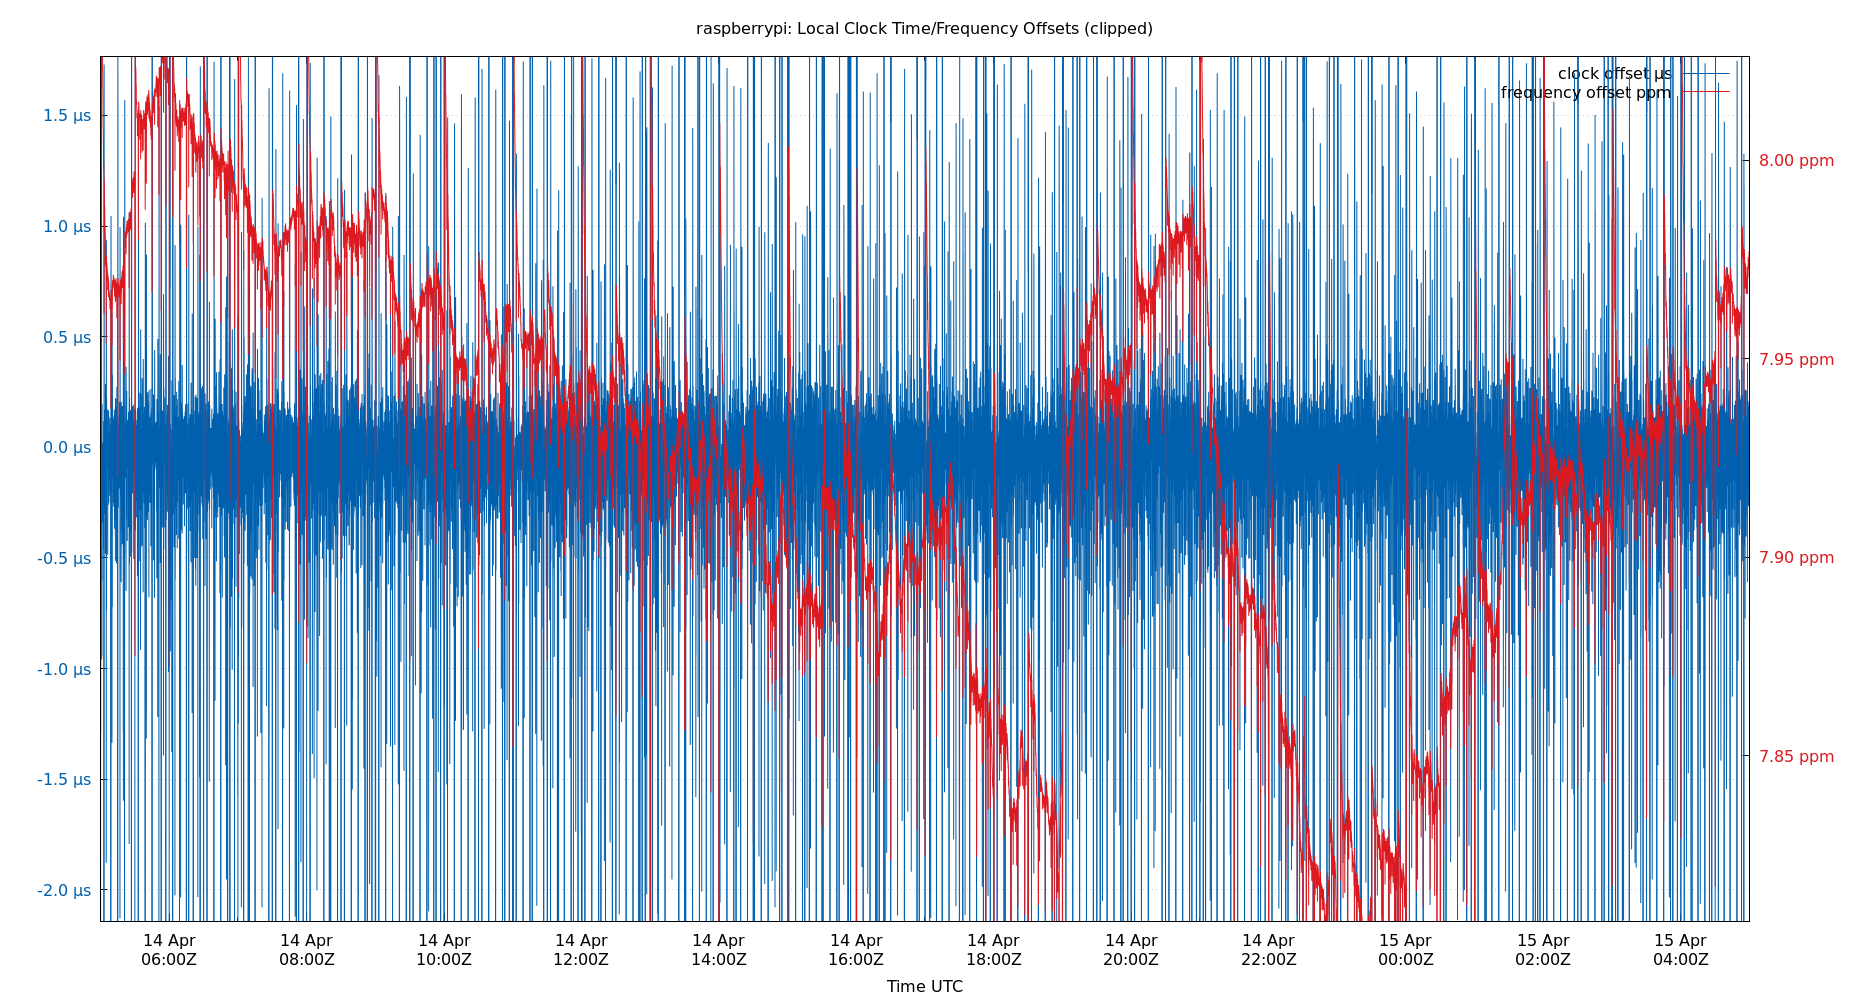 raspberrypi: Local Clock Time/Frequency Offsets (clipped)
clock offset µs
frequency offset ppm
1.5 µs
1.0 µs
0.5 µs
0.0 µs
-0.5 µs
-1.0 µs
-1.5 µs
-2.0 µs
8.00 ppm
7.95 ppm
7.90 ppm
7.85 ppm
14 Apr
06:00Z
14 Apr
08:00Z
14 Apr
10:00Z
14 Apr
12:00Z
14 Apr
14:00Z
14 Apr
16:00Z
14 Apr
18:00Z
14 Apr
20:00Z
14 Apr
22:00Z
15 Apr
00:00Z
15 Apr
02:00Z
15 Apr
04:00Z
Time UTC